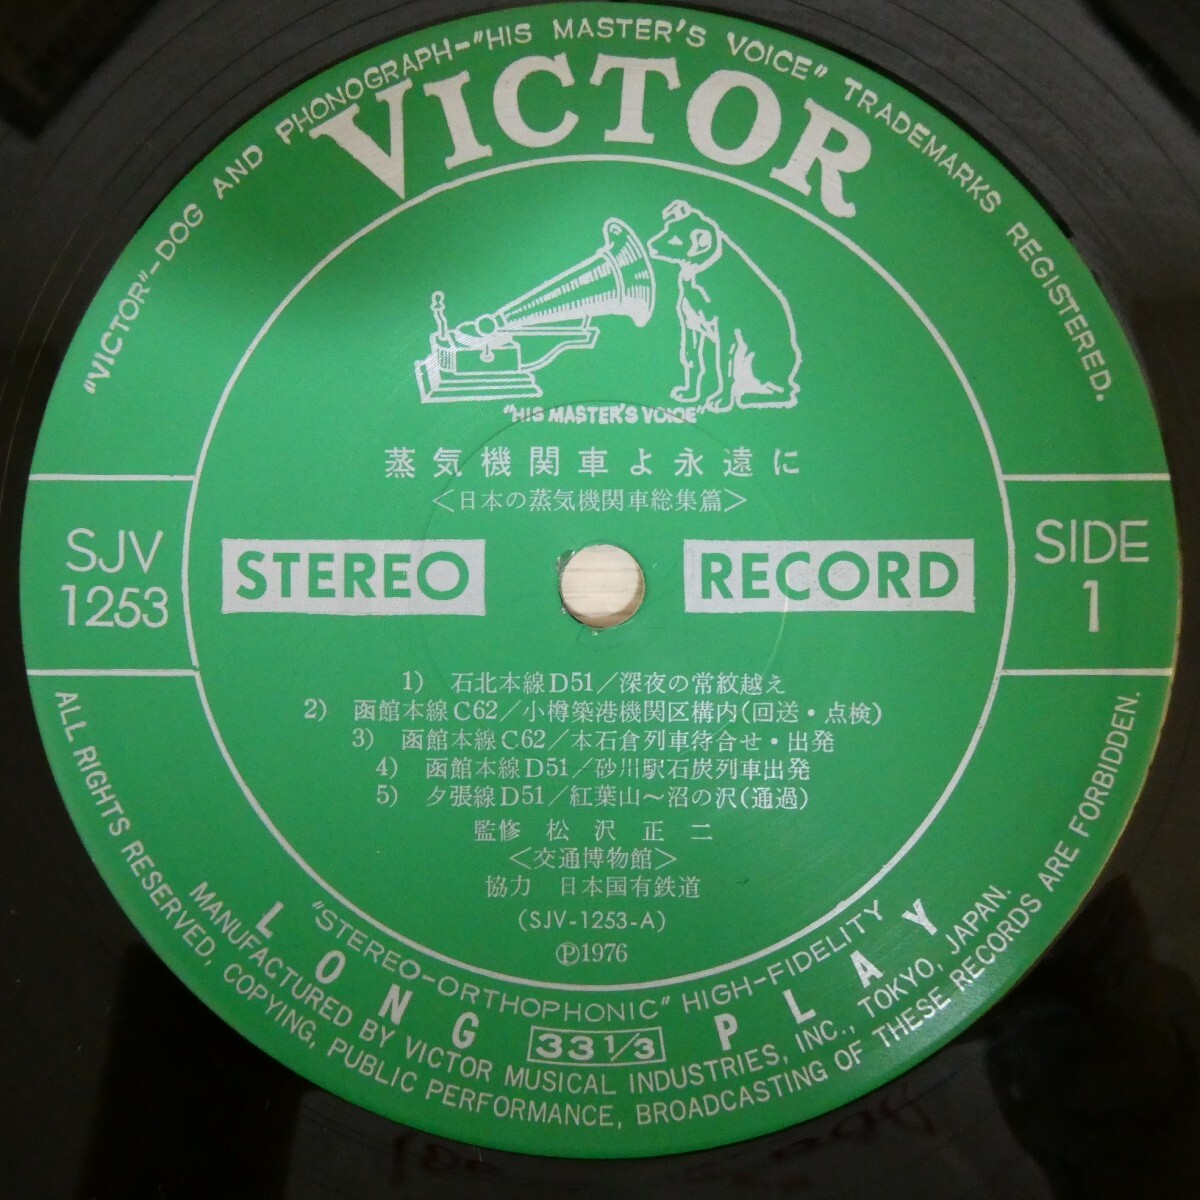 "VICTOR"-DOG AND PHONOGRAPH-"HIS MASTER'S VOICE" TRADEMARKS REGISTERED.
VICTOR
"HIS MASTER'S VOICE"
蒸気機関車よ永遠に
<日本の蒸気機関車総集篇>
SJV
1253
STEREO
RECORD
SIDE
1
1) 石北本線D51/深夜の常紋越え
2) 函館本線C62/小樽築港機関区構内(回送・点検)
3) 函館本線C62/本石倉列車待合せ・出発
4) 函館本線D51/砂川駅石炭列車出発
5) 夕張線D51/紅葉山~沼の沢(通過)
監修 松沢正二
<交通博物館>
協力 日本国有鉄道
(SJV-1253-A)
Ⓟ1976
"STEREO-ORTHOPHONIC" HIGH-FIDELITY
LONG 33 1/3 PLAY
MANUFACTURED BY VICTOR MUSICAL INDUSTRIES, INC., TOKYO, JAPAN.
ALL RIGHTS RESERVED, COPYING, PUBLIC PERFORMANCE, BROADCASTING OF THESE RECORDS ARE FORBIDDEN.